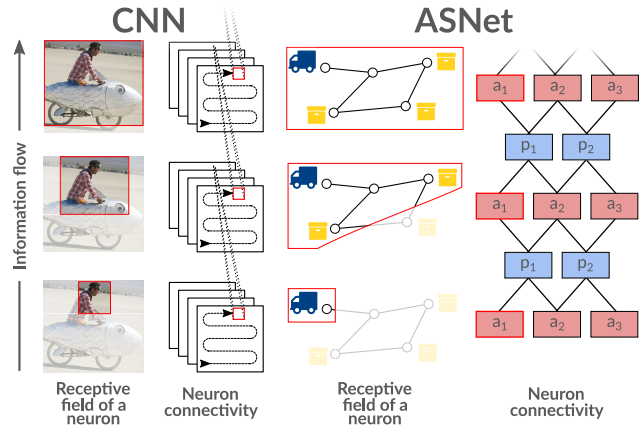 CNN
ASNet
Information flow
a1
a2
a3
p1
p2
a1
a2
a3
p1
p2
a1
a2
a3
Receptive
field of a
neuron
Neuron
connectivity
Receptive
field of a
neuron
Neuron
connectivity